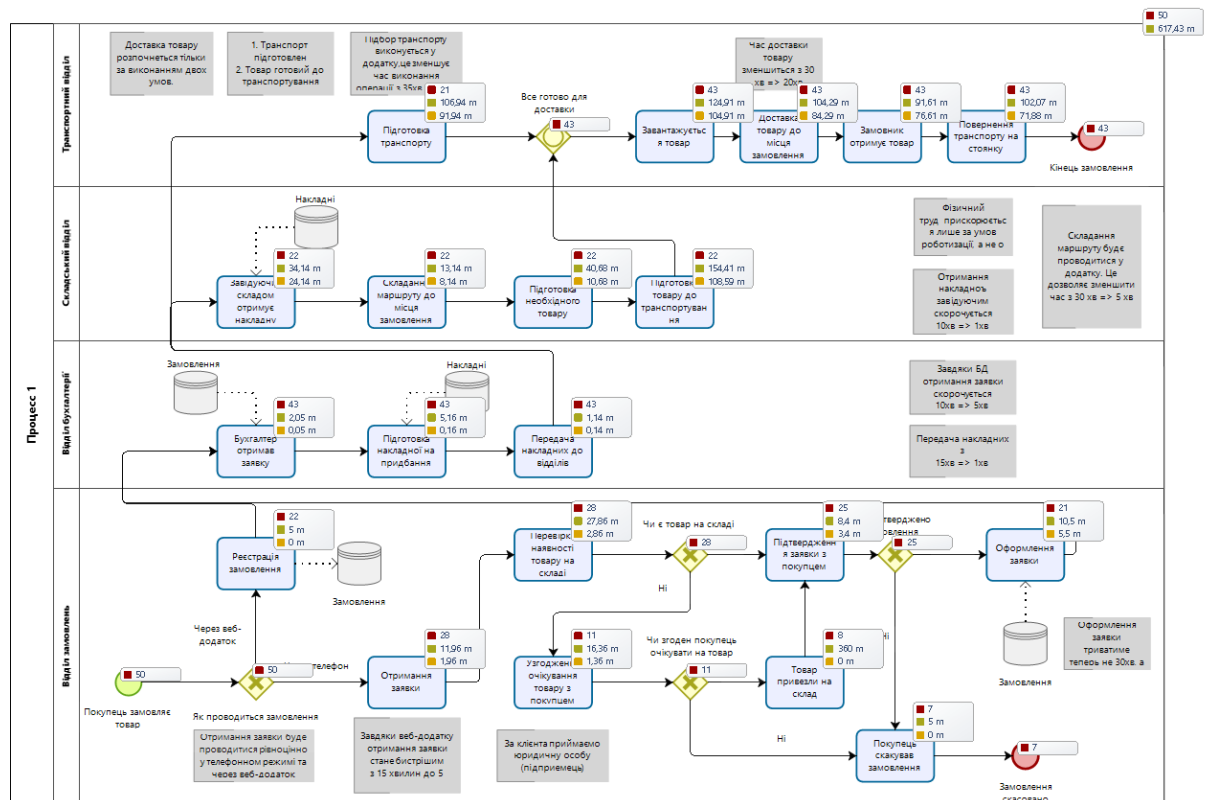 50
617,43 m
Процесс 1
Транспортний відділ
Доставка товару
розпочнеться тільки
за виконанням двох
умов.
1. Транспорт
підготовлен
2. Товар готовий до
транспортування
Підбор транспорту
виконується у
додатку,це зменшує
час виконання
операції з 35хв
Час доставки
товару
зменшиться з 30
хв => 20хв
21
106,94 m
91,94 m
Підготовка
транспорту
Все готово для
доставки
43
43
124,91 m
104,91 m
Завантажуєтьс
я товар
43
104,29 m
84,29 m
Доставка
товару до
місця
замовлення
43
91,61 m
76,61 m
Замовник
отримує товар
43
102,07 m
71,88 m
Повернення
транспорту на
стоянку
43
Кінець замовлення
Складський відділ
Накладні
22
34,14 m
24,14 m
Завідуючий
складом
отримує
накладну
22
13,14 m
8,14 m
Складання
маршруту до
місця
замовлення
22
40,68 m
10,68 m
Підготовка
необхідного
товару
22
154,41 m
108,59 m
Підготовка
товару до
транспортуван
ня
Фізичний
труд прискорюєтьс
я лише за умов
роботизації, а не о
Отримання
накладноъ
завідуючим
скорочується
10хв => 1хв
Складання
маршруту буде
проводитися у
додатку. Це
дозволяє зменшити
час з 30 хв => 5 хв
Відділ бухгалтерії
Замовлення
Накладні
43
2,05 m
0,05 m
Бухгалтер
отримав
заявку
43
5,16 m
0,16 m
Підготовка
накладної на
придбання
43
1,14 m
0,14 m
Передача
накладних до
відділів
Завдяки БД
отримання заявки
скорочується
10хв => 5хв
Передача накладних
з
15хв => 1хв
Відділ замовлень
22
5 m
0 m
Реєстрація
замовлення
Замовлення
28
27,86 m
2,86 m
Перевірка
наявності
товару на
складі
Чи є товар на складі
28
Ні
25
8,4 m
3,4 m
Підтвердженн
я заявки з
покупцем
25
21
10,5 m
5,5 m
Оформлення
заявки
Через веб-
додаток
телефон
50
Покупець замовляє
товар
50
Як проводиться замовлення
28
11,96 m
1,96 m
Отримання
заявки
11
16,36 m
1,36 m
Узгодження
очікування
товару з
покупцем
Чи згоден покупець
очікувати на товар
11
Ні
8
360 m
0 m
Товар
привезли на
склад
Ні
Замовлення
Оформлення
заявки
триватиме
теперь не 30хв. а
7
5 m
0 m
Покупець
скакував
замовлення
7
Замовлення
скасовано
Отримання заявки буде
проводитися рівноцінно
у телефонном режимі та
через веб-додаток
Завдяки веб-додатку
отримання заявки
стане бистрішим
з 15 хвилин до 5
За клієнта приймаємо
юридичну особу
(підприємець)